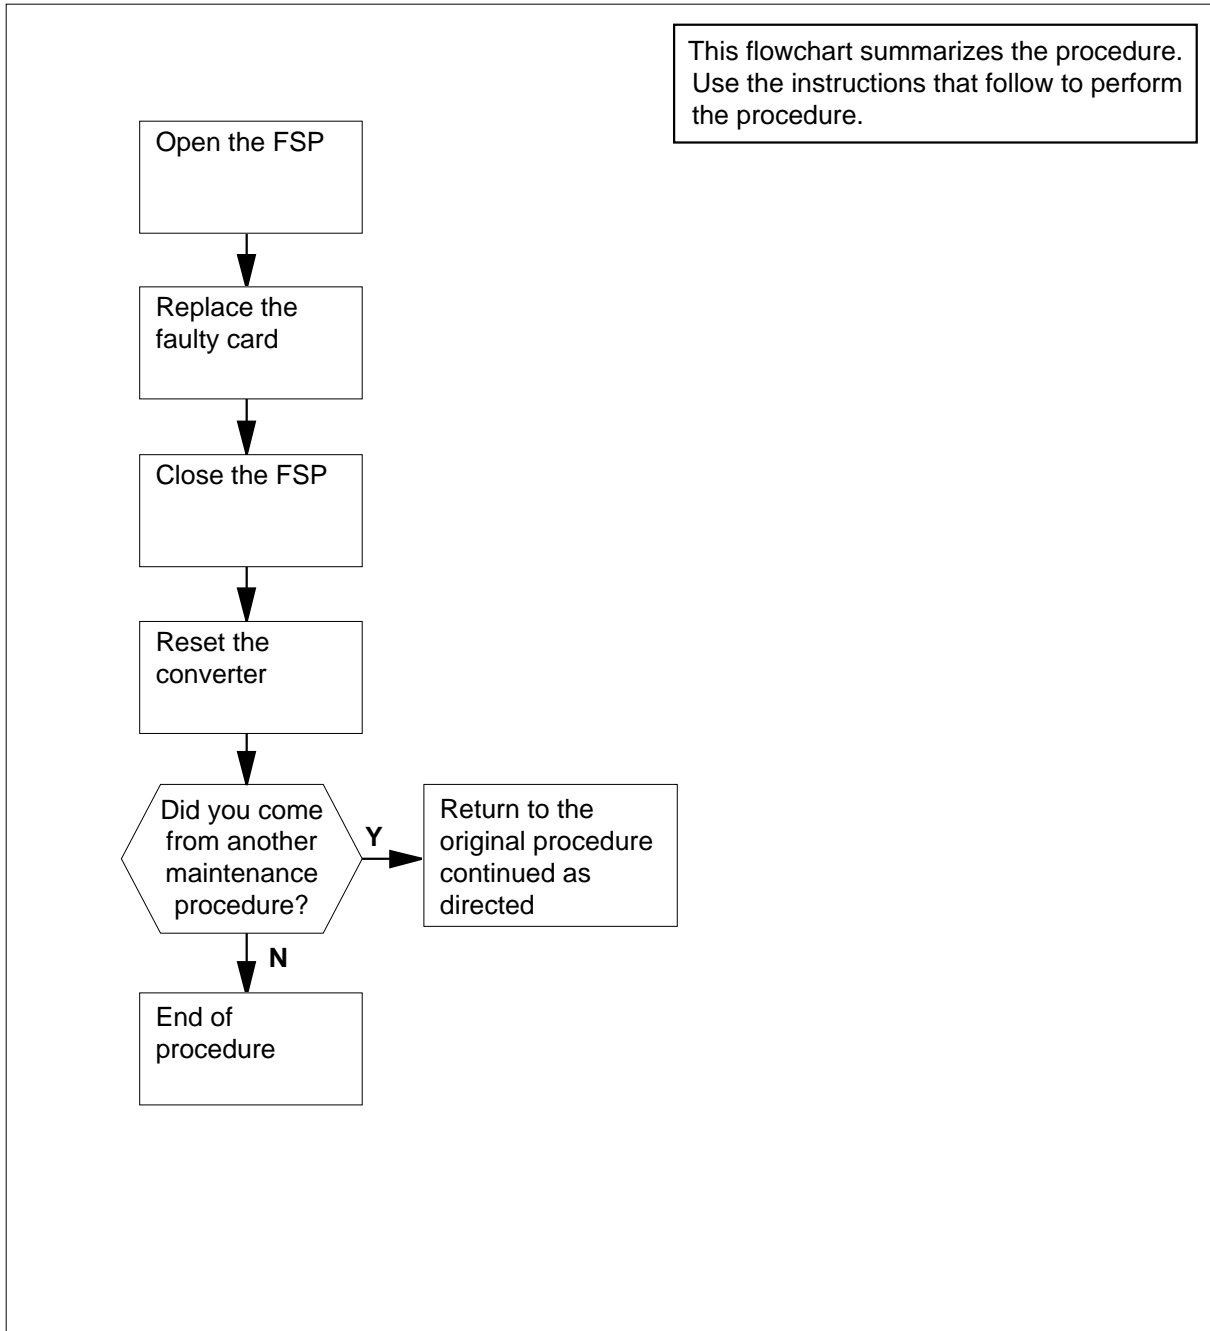 This flowchart summarizes the procedure.
Use the instructions that follow to perform
the procedure.
Open the FSP
Replace the
faulty card
Close the FSP
Reset the
converter
Did you come
from another
maintenance
procedure?
Y
Return to the
original procedure
continued as
directed
N
End of
procedure